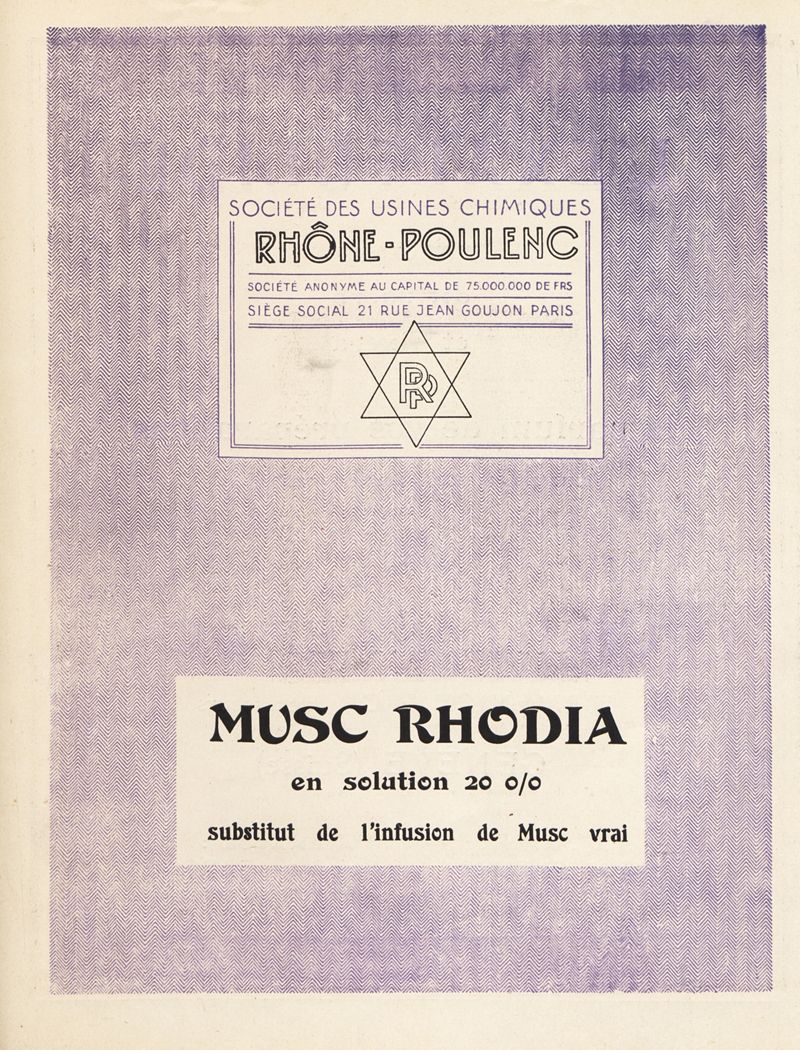 SOCIÉTÉ DES USINES CHIMIQUES
RHÔNE-POULENC
SOCIÉTÉ ANONYME AU CAPITAL DE 75.000.000 DE FRS
SIÈGE SOCIAL 21 RUE JEAN GOUJON PARIS
RP
MUSC RHODIA
en solution 20 o/o
substitut de l'infusion de Musc vrai